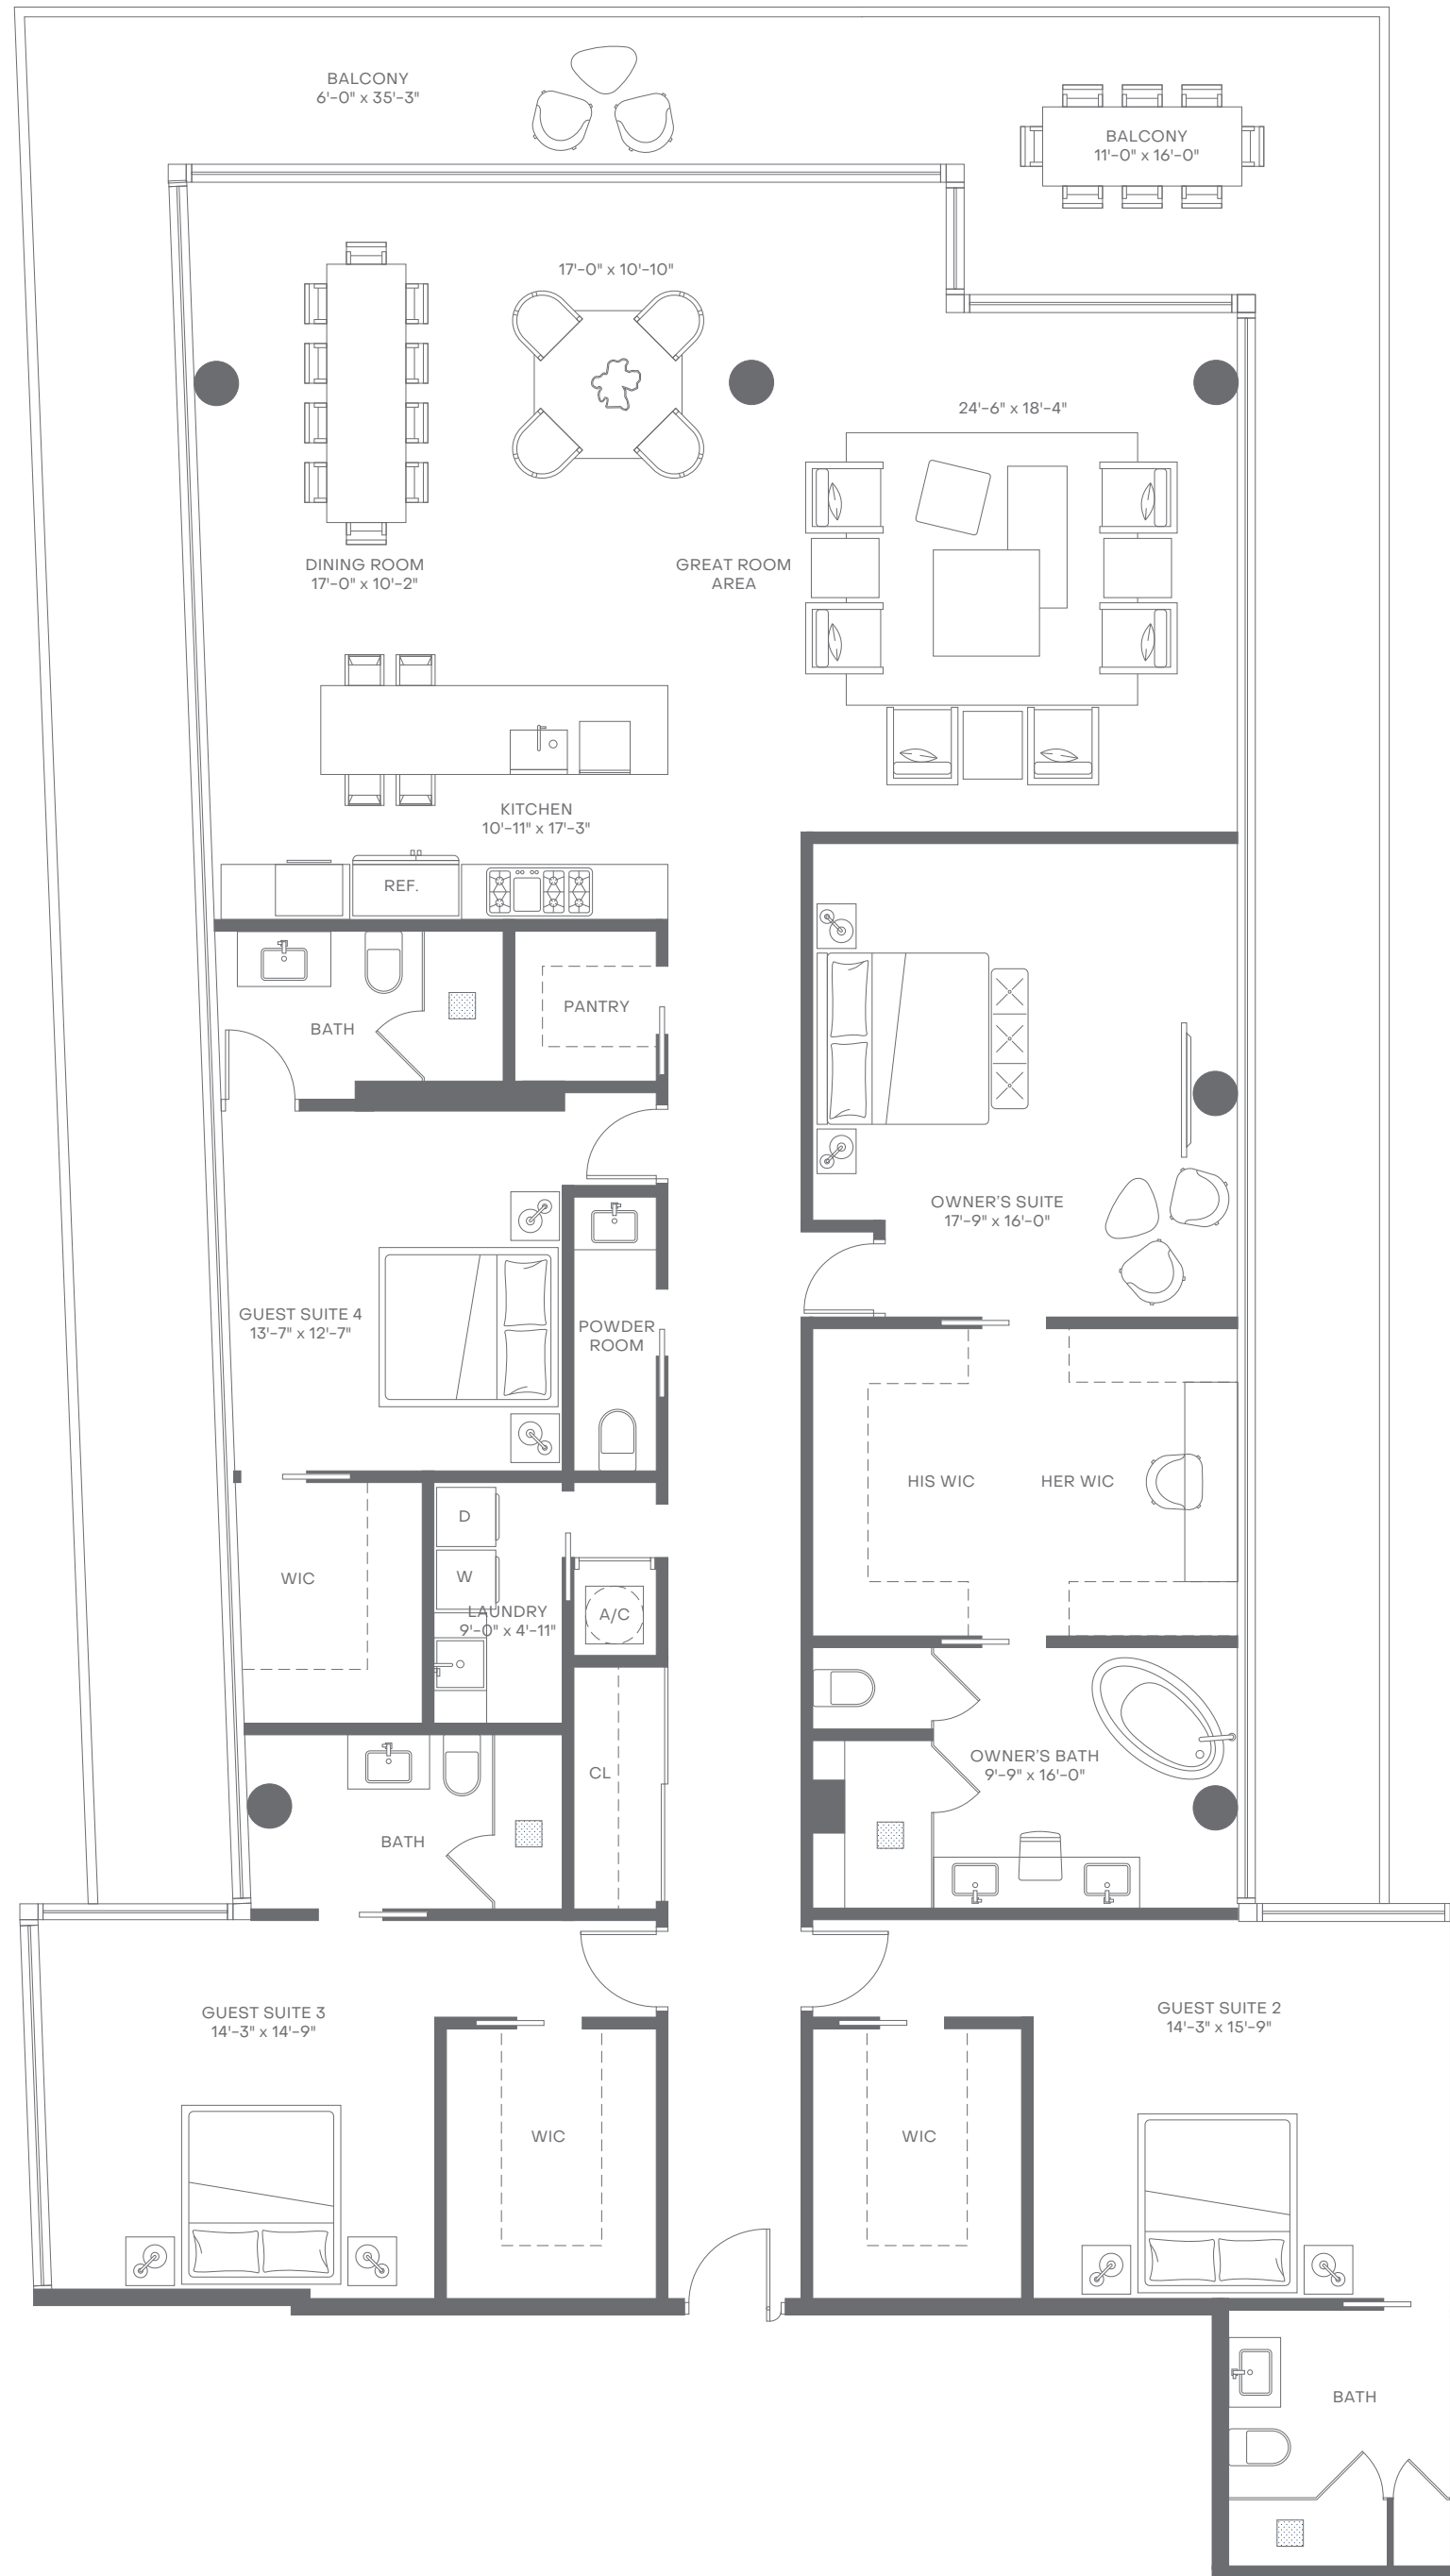 BALCONY
6'-0" x 35'-3"
BALCONY
11'-0" x 16'-0"
17'-0" x 10'-10"
24'-6" x 18'-4"
DINING ROOM
17'-0" x 10'-2"
GREAT ROOM
AREA
KITCHEN
10'-11" x 17'-3"
REF.
PANTRY
BATH
OWNER'S SUITE
17'-9" x 16'-0"
GUEST SUITE 4
13'-7" x 12'-7"
POWDER
ROOM
HIS WIC
HER WIC
D
W
WIC
LAUNDRY
9'-0" x 4'-11"
A/C
CL
OWNER'S BATH
9'-9" x 16'-0"
BATH
GUEST SUITE 3
14'-3" x 14'-9"
GUEST SUITE 2
14'-3" x 15'-9"
WIC
WIC
BATH